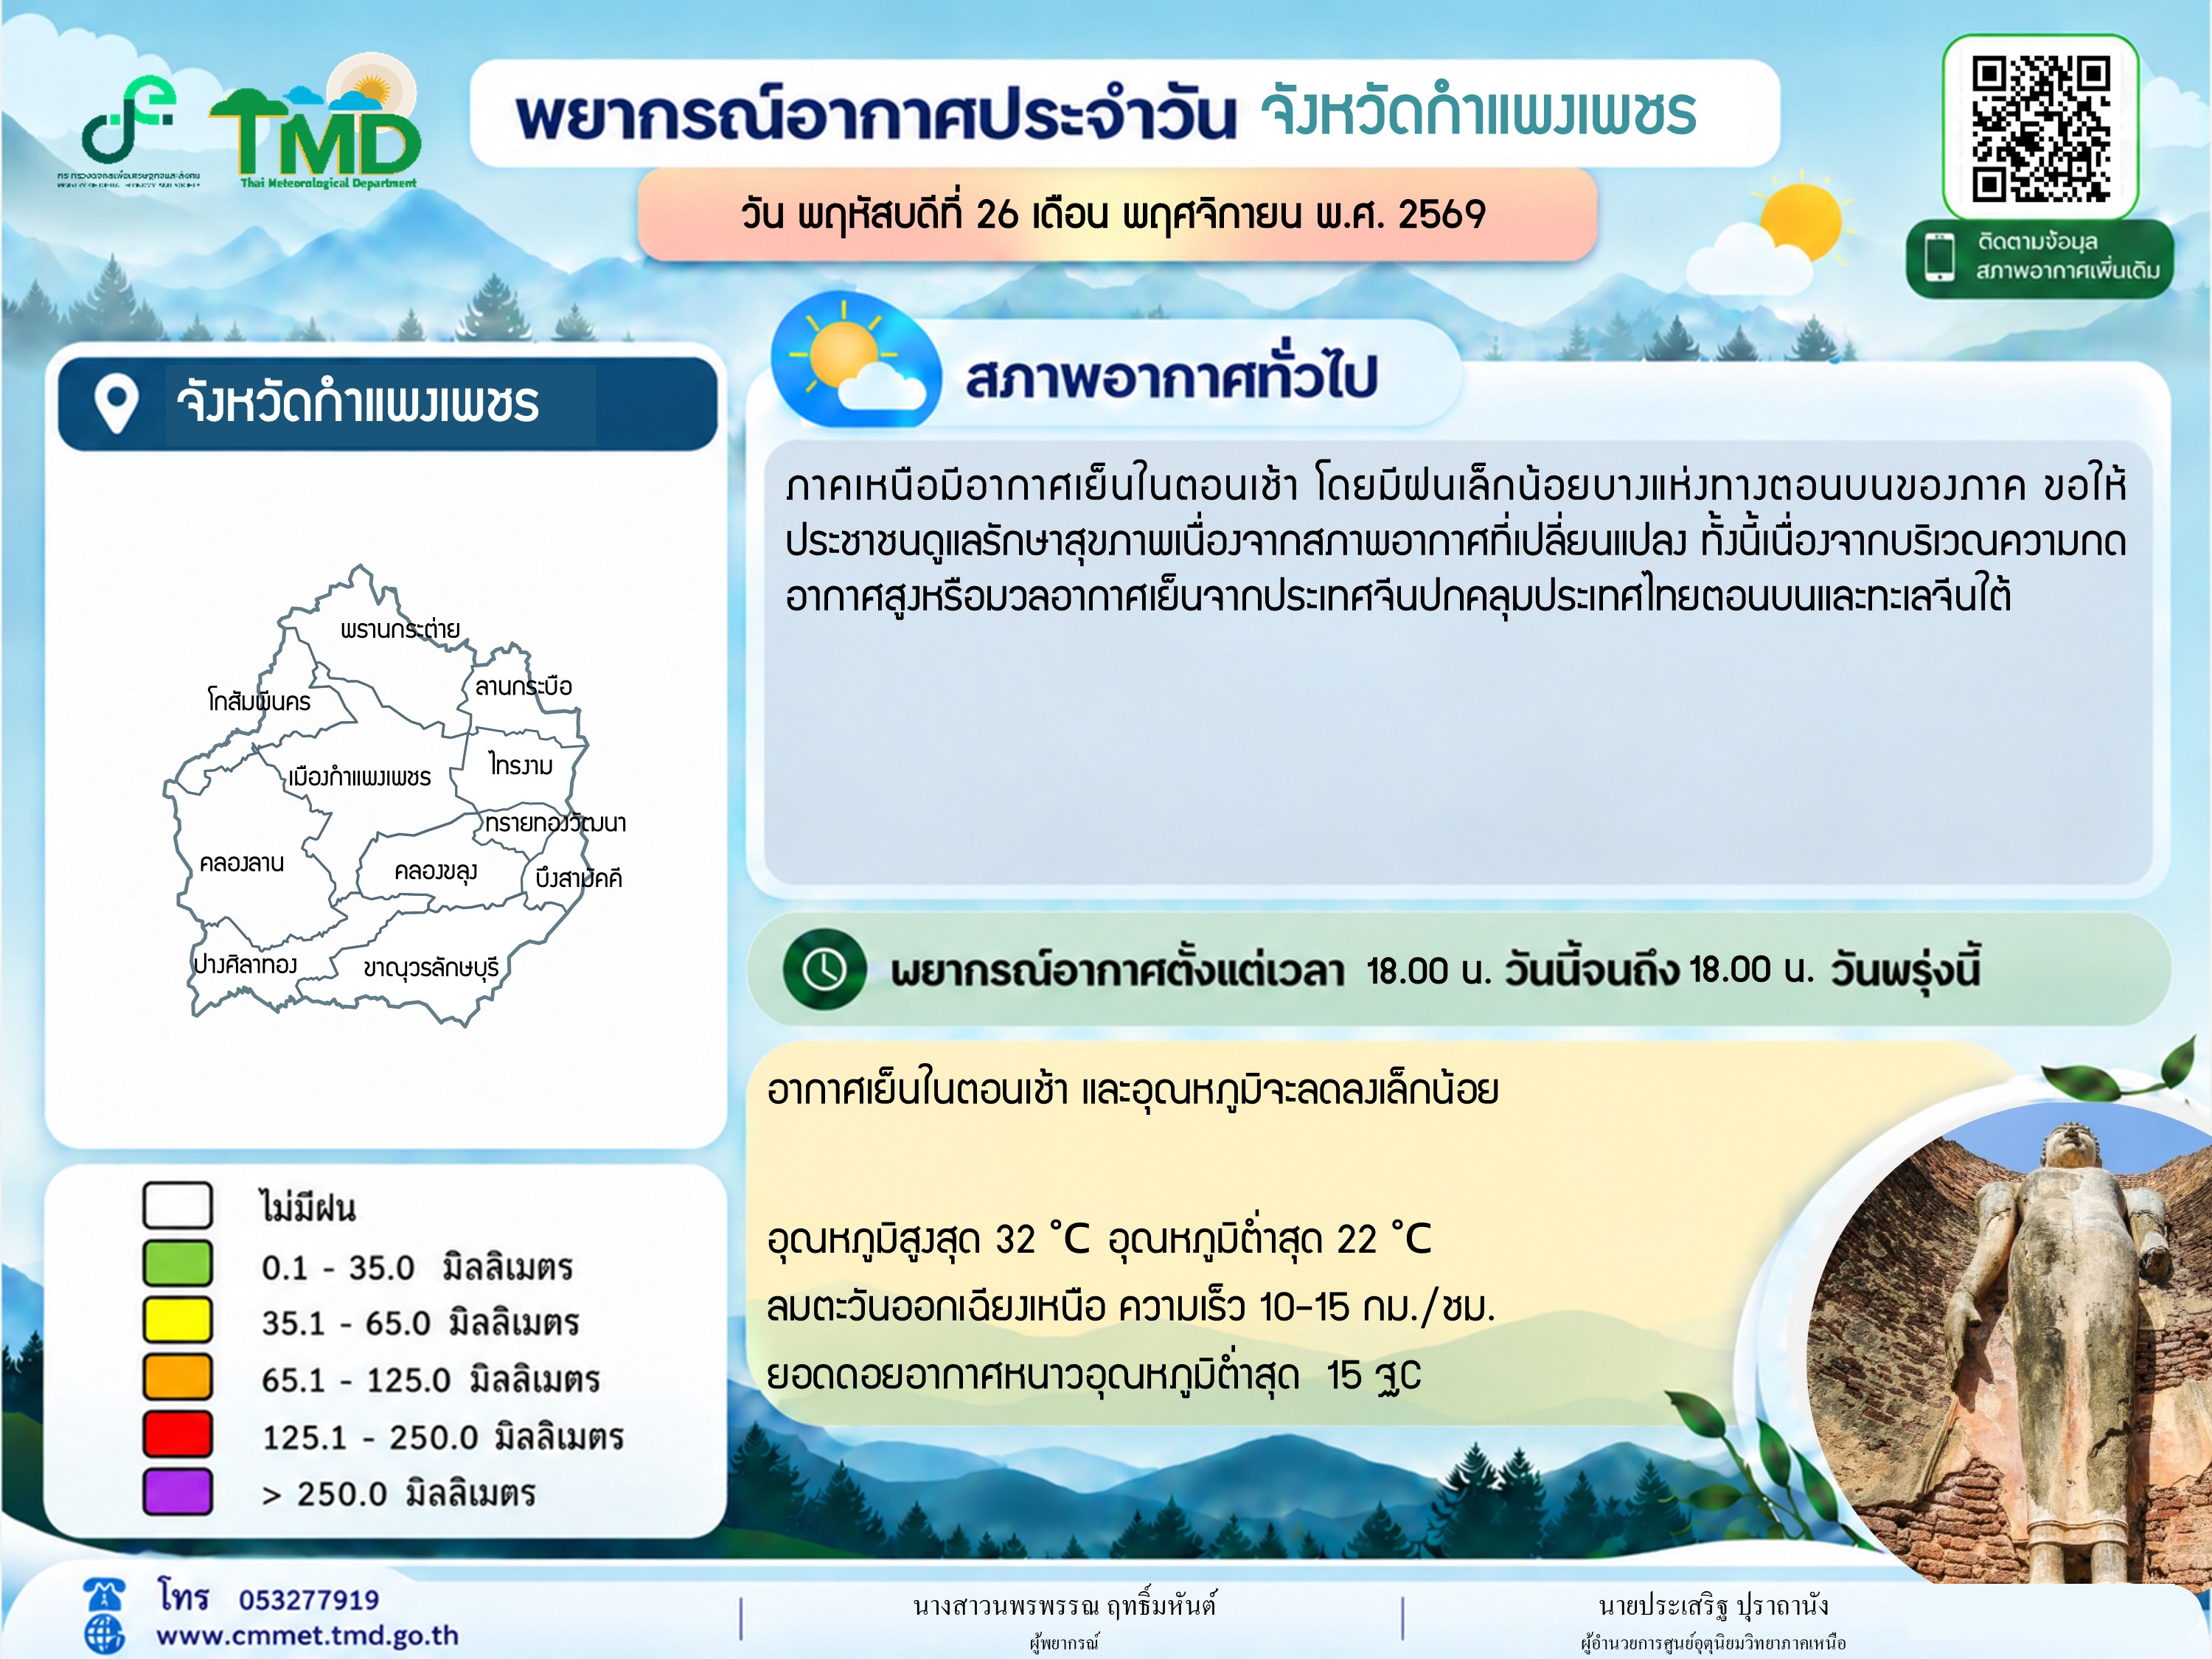 TMD
Thai Meteorological Department
พยากรณ์อากาศประจำวัน จังหวัดกำแพงเพชร
วัน พฤหัสบดีที่ 26 เดือน พฤศจิกายน พ.ศ. 2569
ติดตามข้อมูล
สภาพอากาศเพิ่มเติม
จังหวัดกำแพงเพชร
พรานกระต่าย
ลานกระบือ
โกสัมพีนคร
ไทรงาม
เมืองกำแพงเพชร
ทรายทองวัฒนา
คลองลาน
คลองขลุง
บึงสามัคคี
ปางศิลาทอง
ขาณุวรลักษบุรี
ไม่มีฝน
0.1 - 35.0 มิลลิเมตร
35.1 - 65.0 มิลลิเมตร
65.1 - 125.0 มิลลิเมตร
125.1 - 250.0 มิลลิเมตร
> 250.0 มิลลิเมตร
สภาพอากาศทั่วไป
ภาคเหนือมีอากาศเย็นในตอนเช้า โดยมีฝนเล็กน้อยบางแห่งทางตอนบนของภาค ขอให้
ประชาชนดูแลรักษาสุขภาพเนื่องจากสภาพอากาศที่เปลี่ยนแปลง ทั้งนี้เนื่องจากบริเวณความกด
อากาศสูงหรือมวลอากาศเย็นจากประเทศจีนปกคลุมประเทศไทยตอนบนและทะเลจีนใต้
พยากรณ์อากาศตั้งแต่เวลา 18.00 น. วันนี้จนถึง 18.00 น. วันพรุ่งนี้
อากาศเย็นในตอนเช้า และอุณหภูมิจะลดลงเล็กน้อย
อุณหภูมิสูงสุด 32 °C อุณหภูมิต่ำสุด 22 °C
ลมตะวันออกเฉียงเหนือ ความเร็ว 10-15 กม./ชม.
ยอดดอยอากาศหนาวอุณหภูมิต่ำสุด 15 ฐC
โทร 053277919
www.cmmet.tmd.go.th
นางสาวนพรพรรณ ฤทธิ์มหันต์
ผู้พยากรณ์
นายประเสริฐ ปุราถานัง
ผู้อำนวยการศูนย์อุตุนิยมวิทยาภาคเหนือ